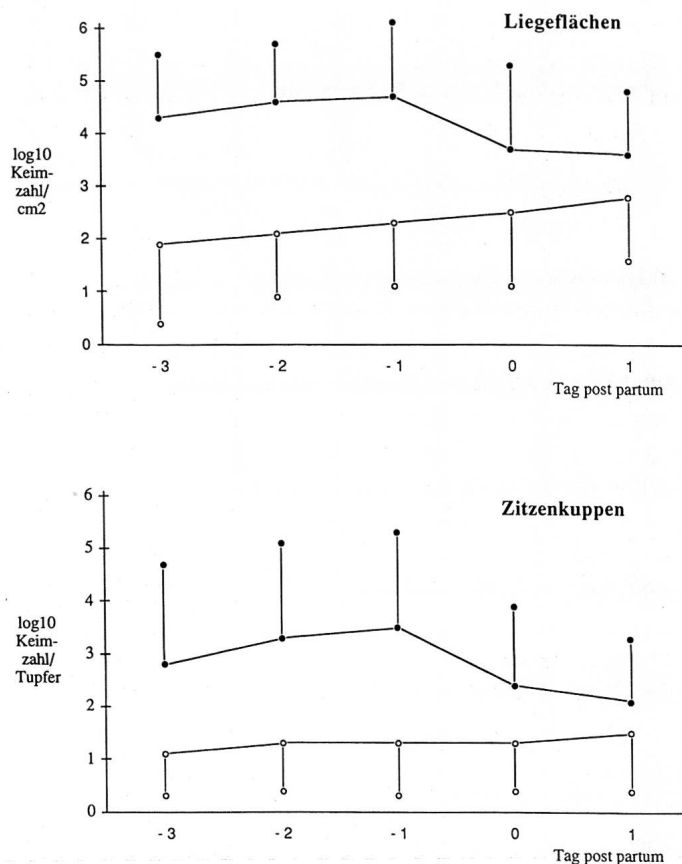 Liegeflächen
6
5
4
3
2
1
0
log10
Keim-
zahl/
cm2
- 3
- 2
- 1
0
1
Tag post partum
Zitzenkuppen
6
5
4
3
2
1
0
log10
Keim-
zahl/
Tupfer
- 3
- 2
- 1
0
1
Tag post partum